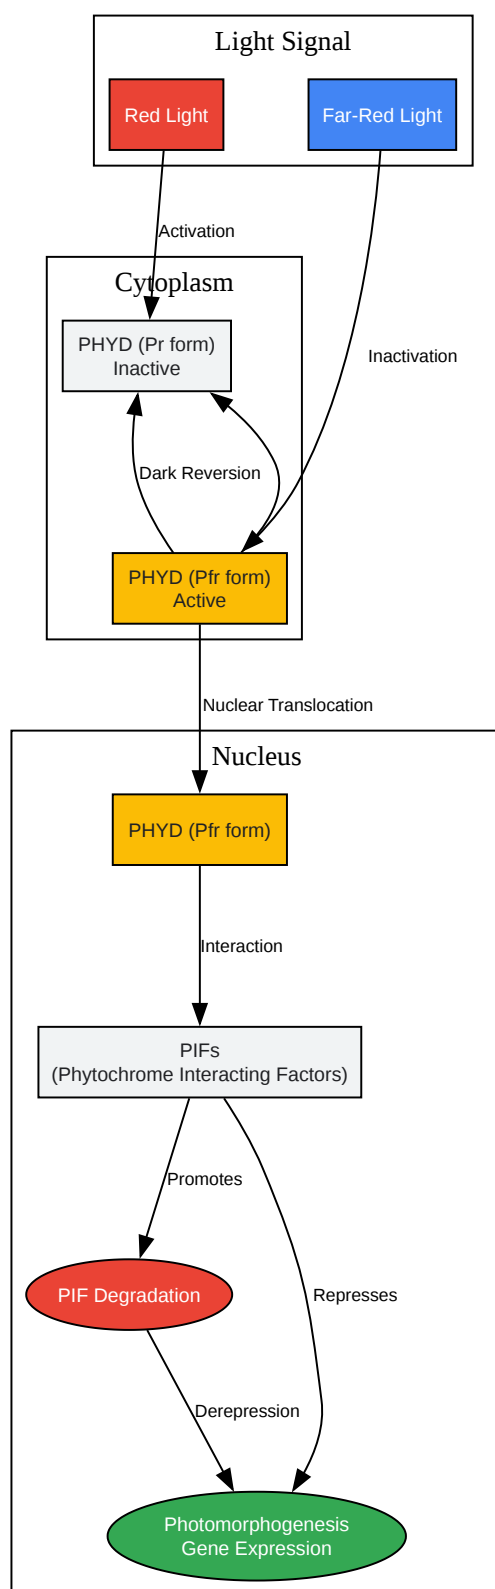 Light Signal
Red Light
Far-Red Light
Activation
Cytoplasm
PHYD (Pr form)
Inactive
Inactivation
Dark Reversion
PHYD (Pfr form)
Active
Nuclear Translocation
Nucleus
PHYD (Pfr form)
Interaction
PIFs
(Phytochrome Interacting Factors)
Promotes
PIF Degradation
Represses
Derepression
Photomorphogenesis
Gene Expression